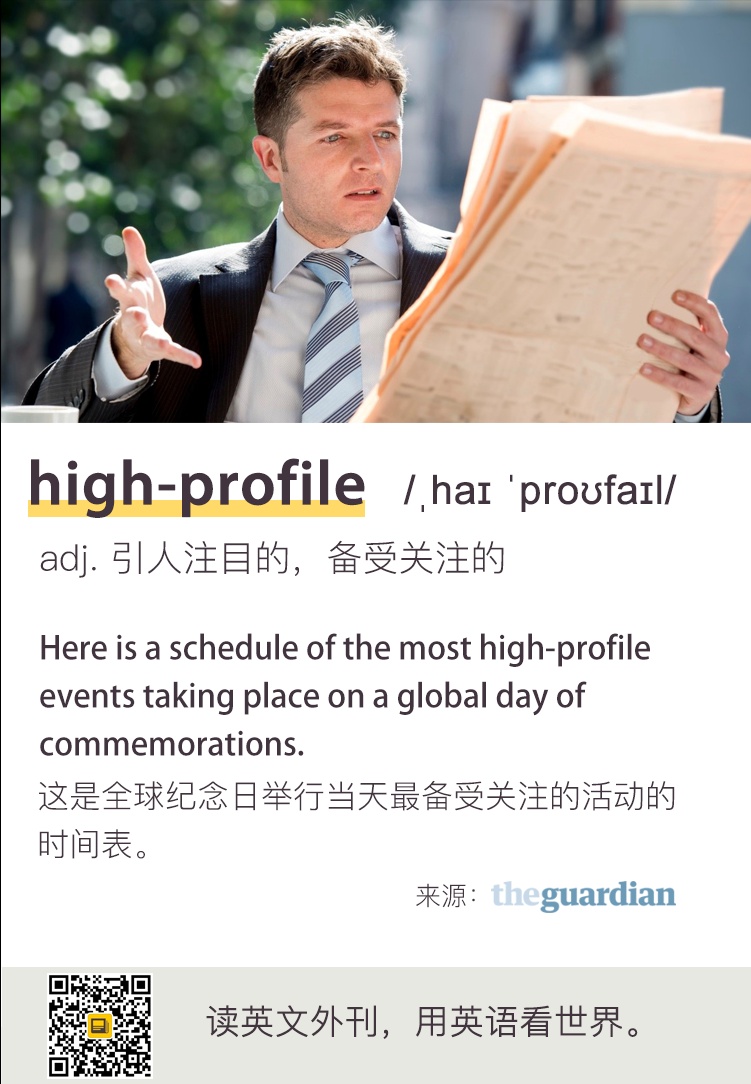 high-profile /ˌhaɪ ˈproʊfaɪl/
adj. 引人注目的，备受关注的
Here is a schedule of the most high-profile
events taking place on a global day of
commemorations.
这是全球纪念日举行当天最备受关注的活动的
时间表。
来源：theguardian
读英文外刊，用英语看世界。